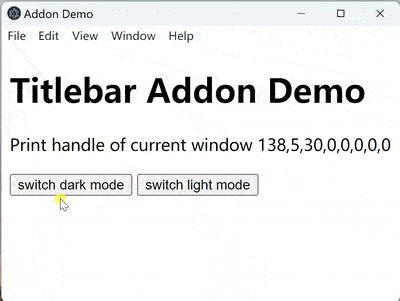 Addon Demo
File Edit View Window Help
Titlebar Addon Demo
Print handle of current window 138,5,30,0,0,0,0,0
switch dark mode switch light mode